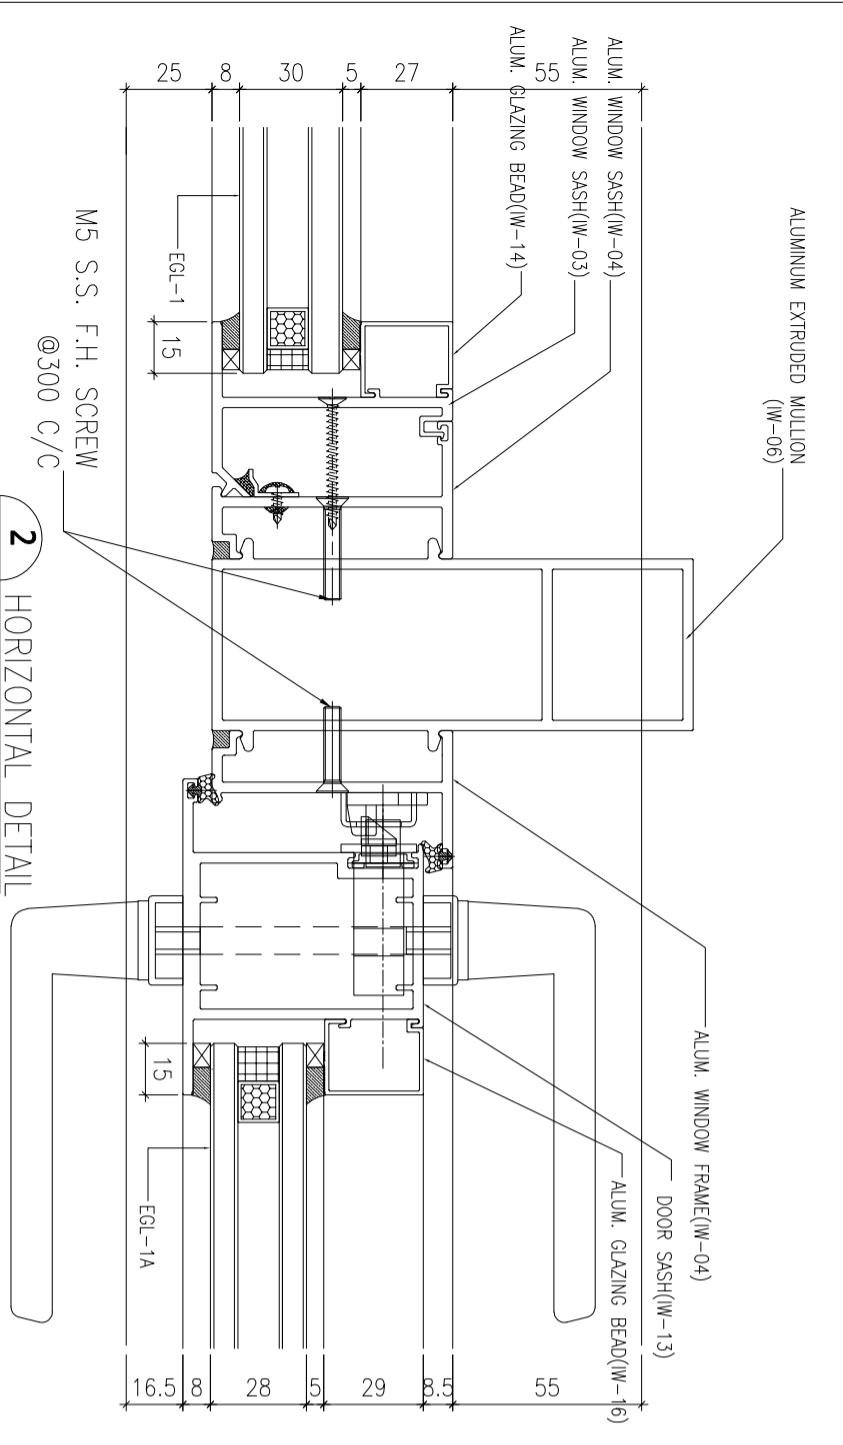 25 8 30 5 27 55
ALUM. GLAZING BEAD(IW-14)
ALUM. WINDOW SASH(IW-03)
ALUM. WINDOW SASH(IW-04)
ALUMINUM EXTRUDED MULLION
(IW-06)
EGL-1
15
M5 S.S. F.H. SCREW
@300 C/C
2
HORIZONTAL DETAIL
ALUM. WINDOW FRAME(IW-04)
DOOR SASH(IW-13)
ALUM. GLAZING BEAD(IW-16)
15
EGL-1A
16.5 8 28 5 29 8.5 55